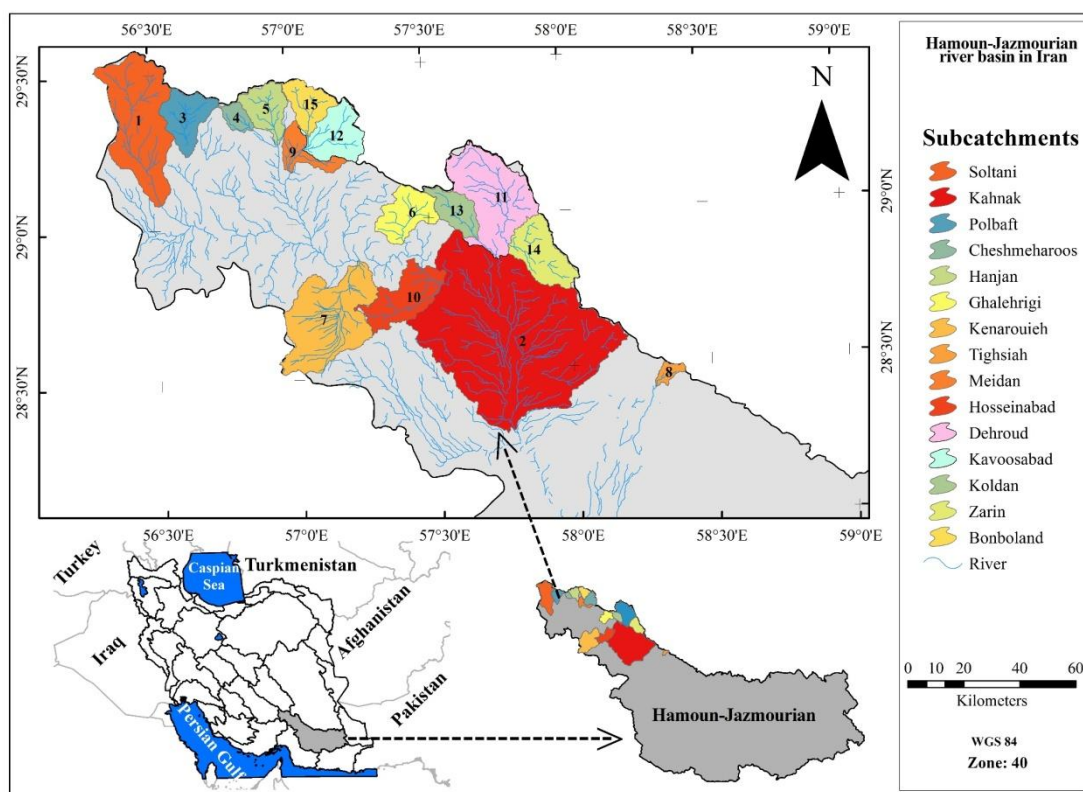 56°30'E 57°0'E 57°30'E 58°0'E 58°30'E 59°0'E
29°30'N
29°0'N
28°30'N
29°0'N
28°30'N
N
1
3
4
5
15
12
9
6
13
11
14
7
10
2
8
56°30'E 57°0'E 57°30'E 58°0'E 58°30'E 59°0'E
Hamoun-Jazmourian
river basin in Iran
Subcatchments
Soltani
Kahnak
Polbaft
Cheshmeharoos
Hanjan
Ghalehrigi
Kenarouieh
Tighsiah
Meidan
Hosseinabad
Dehroud
Kavoosabad
Koldan
Zarin
Bonboland
River
Turkey
Caspian
Sea
Turkmenistan
Iraq
Afghanistan
Pakistan
Persian Gulf
Hamoun-Jazmourian
0 10 20 40 60
Kilometers
WGS 84
Zone: 40